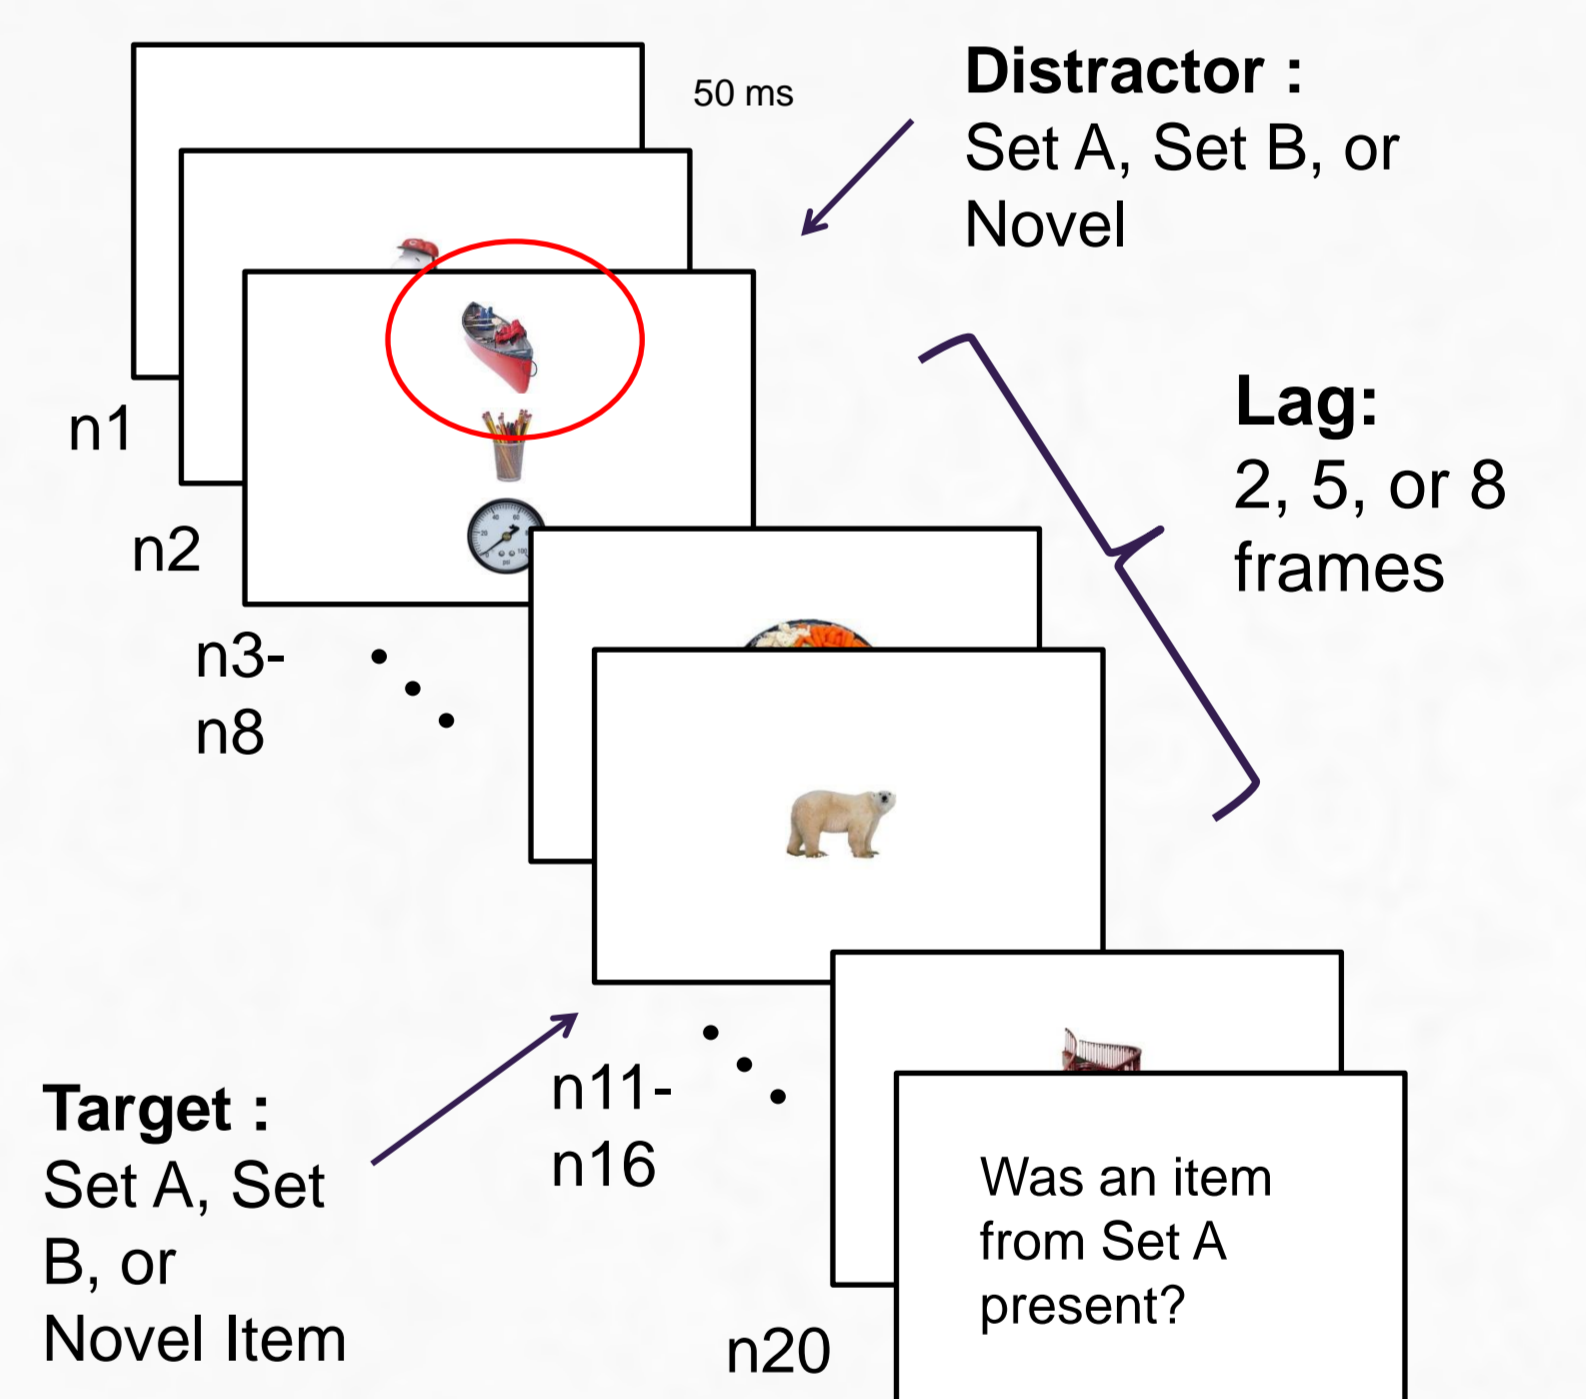 50 ms
Distractor :
Set A, Set B, or
Novel
n1
n2
Lag:
2, 5, or 8
frames
n3-
n8
Target :
Set A, Set
B, or
Novel Item
n11-
n16
Was an item
from Set A
present?
n20